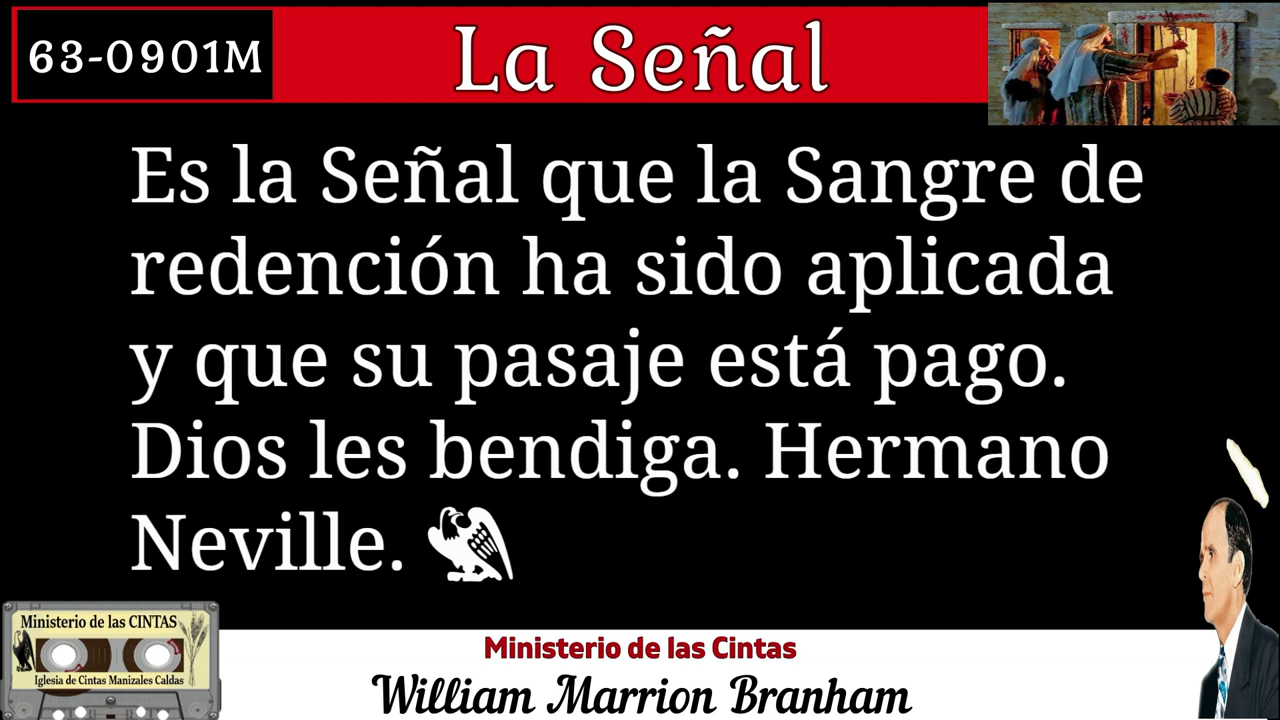 63-0901M
La Señal
Es la Señal que la Sangre de
redención ha sido aplicada
y que su pasaje está pago.
Dios les bendiga. Hermano
Neville.
Ministerio de las CINTAS
Iglesia de Cintas Manizales Caldas
Ministerio de las Cintas
William Marrion Branham